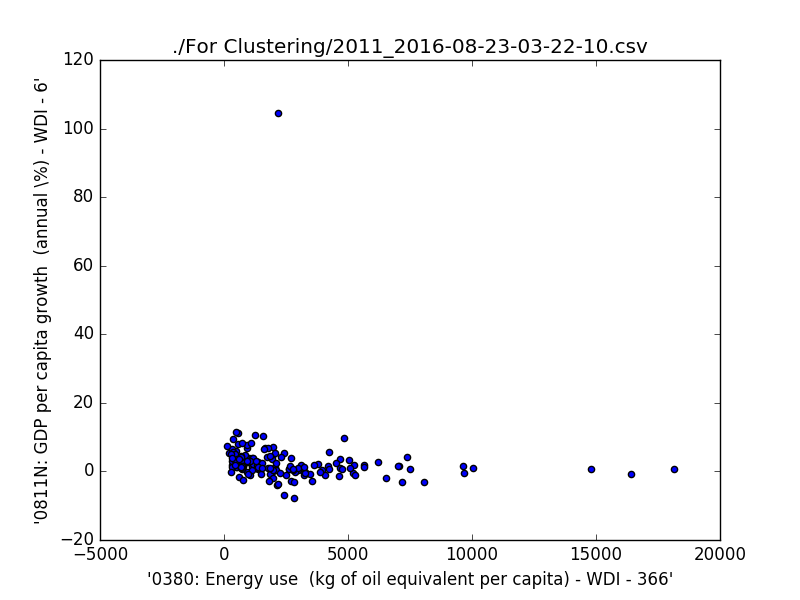 ./For Clustering/2011_2016-08-23-03-22-10.csv
120
100
80
60
40
20
0
−20
−5000 0 5000 10000 15000 20000
'0811N: GDP per capita growth  (annual \%) - WDI - 6'
'0380: Energy use  (kg of oil equivalent per capita) - WDI - 366'